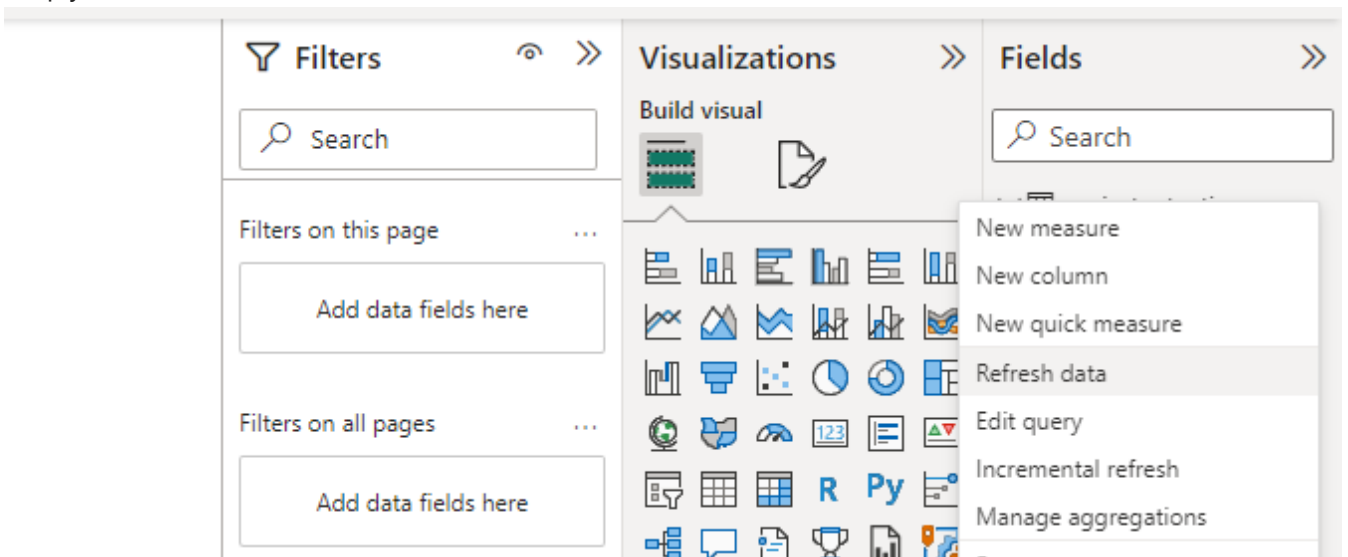 Filters
Search
Filters on this page
Add data fields here
Filters on all pages
Add data fields here
Visualizations
Build visual
123
R
Py
Fields
Search
New measure
New column
New quick measure
Refresh data
Edit query
Incremental refresh
Manage aggregations